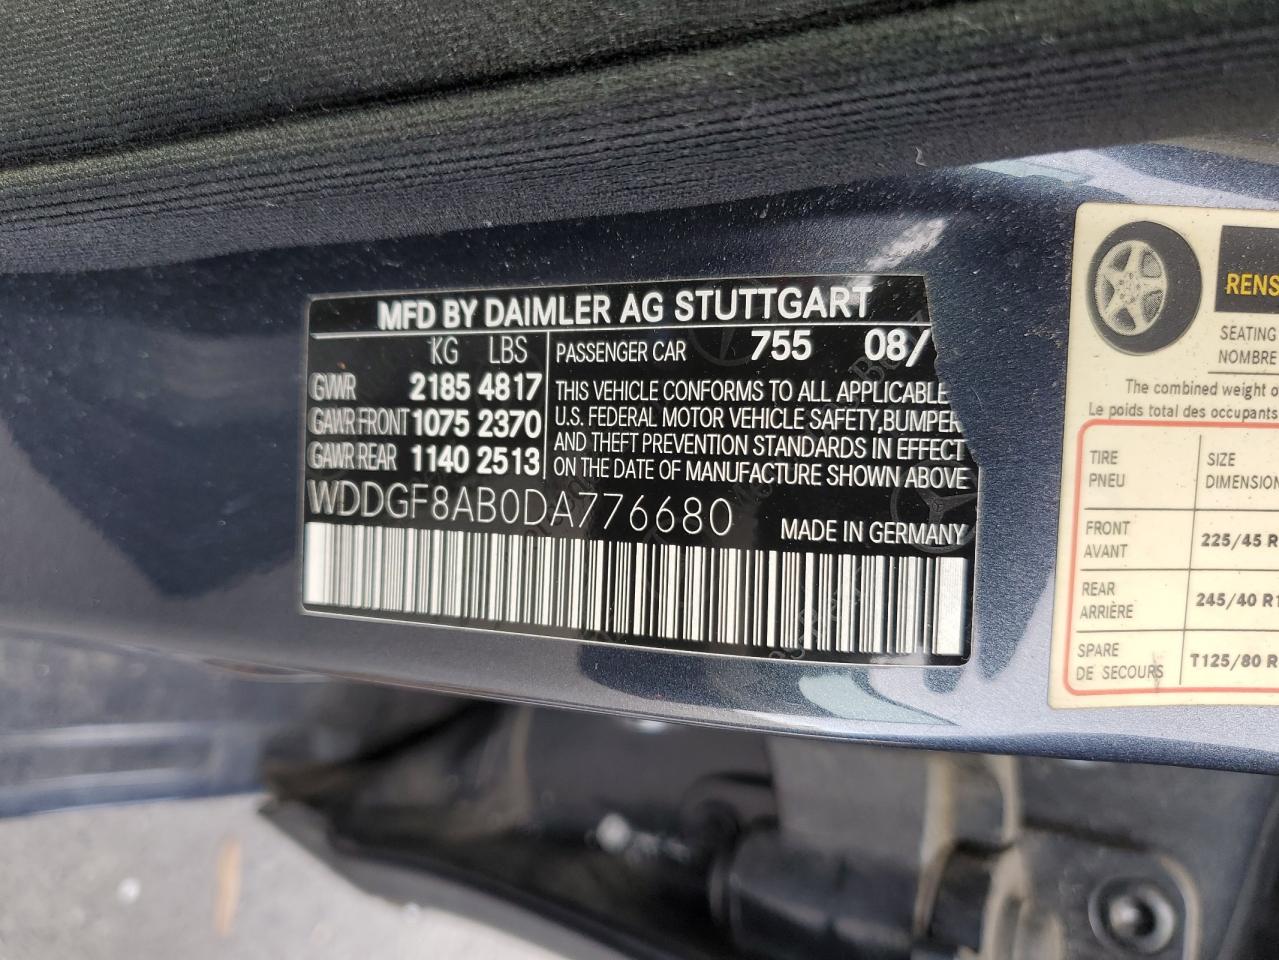 MFD BY DAIMLER AG STUTTGART
KG LBS
GVWR 2185 4817
GAWR FRONT 1075 2370
GAWR REAR 1140 2513
PASSENGER CAR 755 08/
THIS VEHICLE CONFORMS TO ALL APPLICABLE
U.S. FEDERAL MOTOR VEHICLE SAFETY, BUMPER
AND THEFT PREVENTION STANDARDS IN EFFECT
ON THE DATE OF MANUFACTURE SHOWN ABOVE
WDDGF8AB0DA776680
MADE IN GERMANY
RENS
SEATING
NOMBRE
The combined weight o
Le poids total des occupants
TIRE SIZE
PNEU DIMENSION
FRONT
AVANT 225/45 R
REAR
ARRIÈRE 245/40 R1
SPARE
DE SECOURS T125/80 R